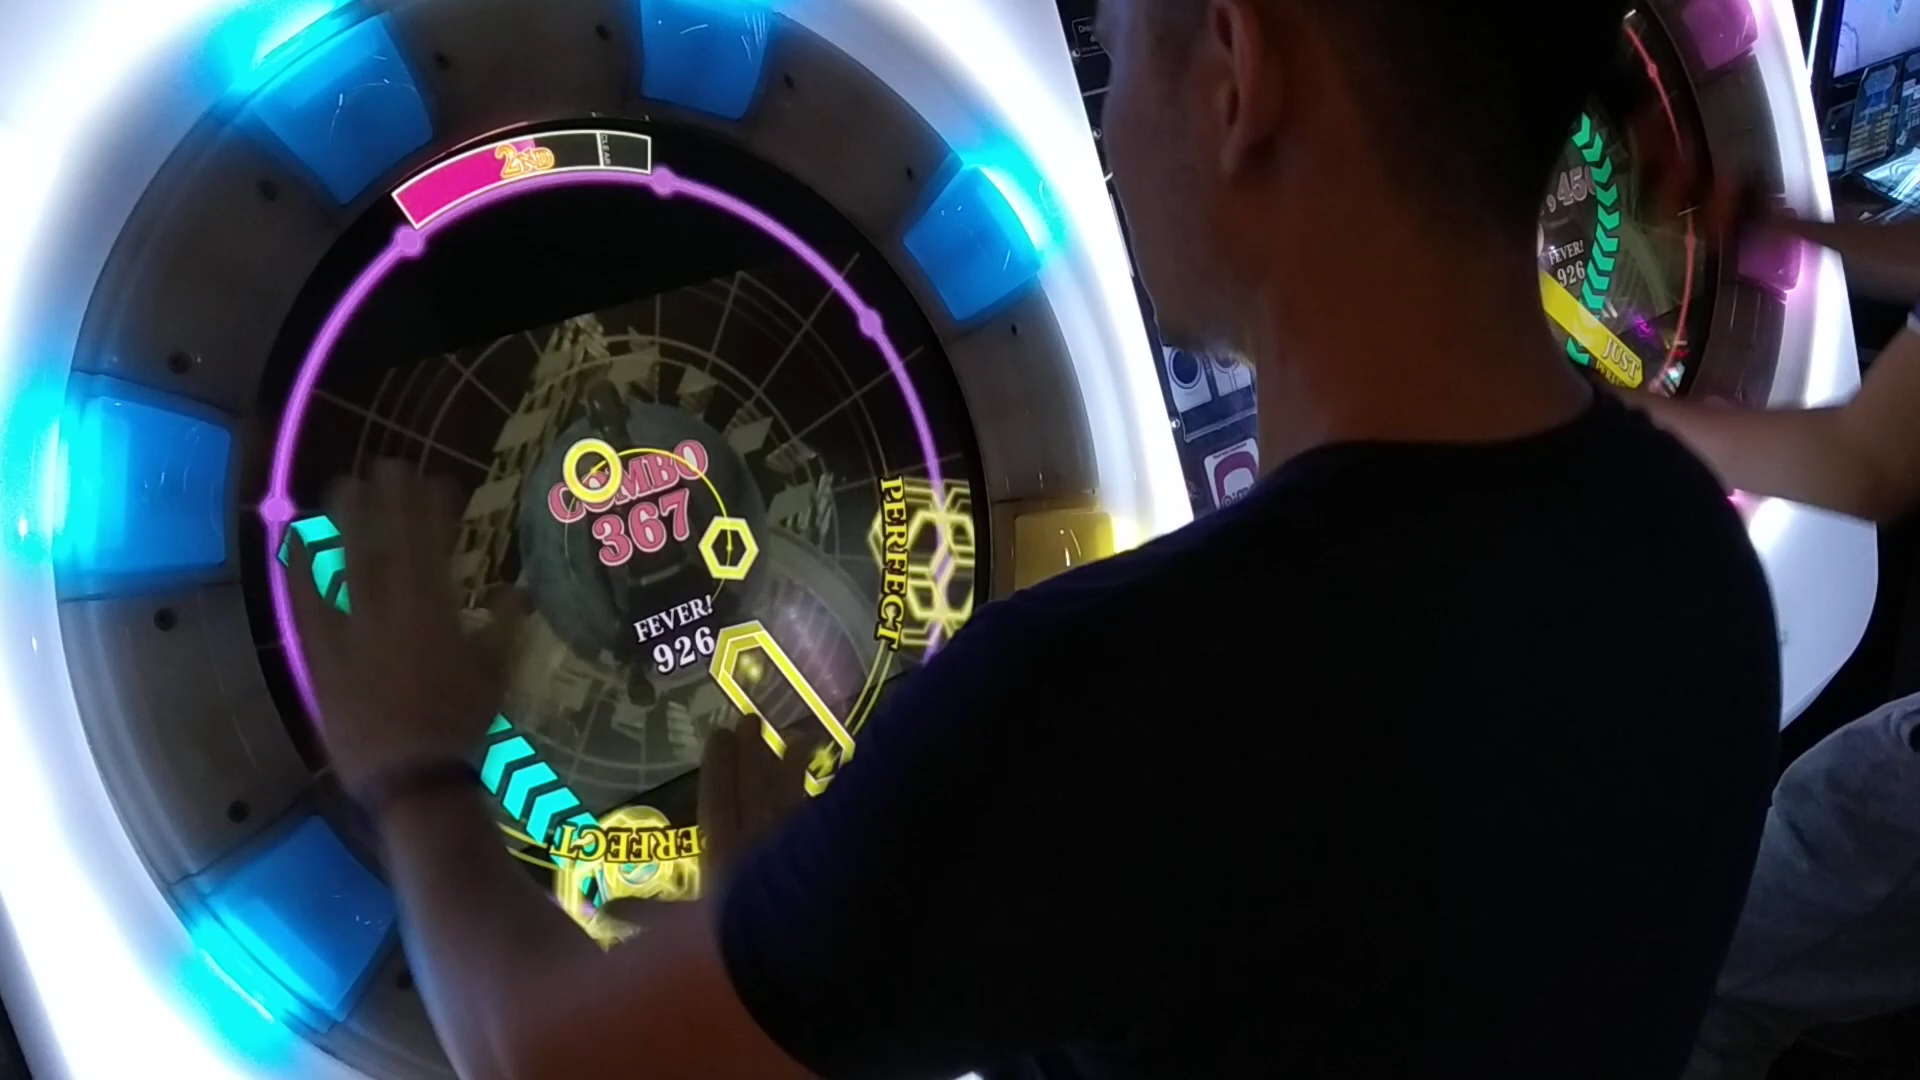 2ND
CLEAR
COMBO
367
FEVER!
926
PERFECT
PERFECT
FEVER!
926
JUST